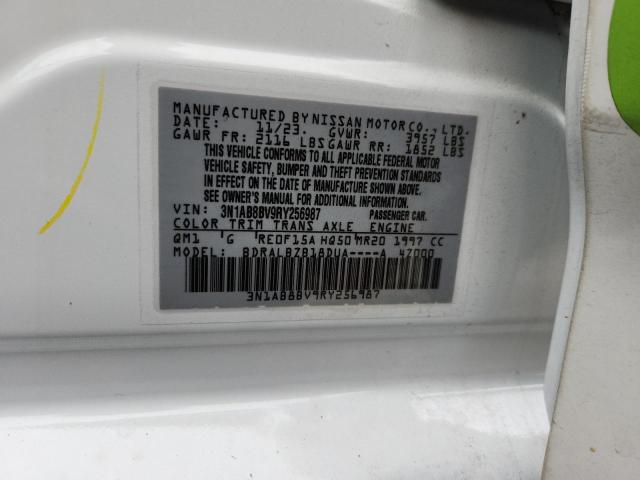 MANUFACTURED BY NISSAN MOTOR CO., LTD.
DATE: 11/23. GVWR: 3957 LBS
GAWR FR: 2116 LBS GAWR RR: 1852 LBS
THIS VEHICLE CONFORMS TO ALL APPLICABLE FEDERAL MOTOR
VEHICLE SAFETY, BUMPER AND THEFT PREVENTION
STANDARDS IN EFFECT ON THE
DATE OF MANUFACTURE SHOWN ABOVE.
SEE OWNER'S MANUAL FOR ADDITIONAL INFORMATION
VIN: 3N1AB8BV9RY256987 PASSENGER CAR.
COLOR TRIM TRANS AXLE ENGINE
QM1 G RE0F15A HQ50 MR20 1997 CC
MODEL: BDRALBZB18DUA----A 4Z000
3N1AB8BV9RY256987